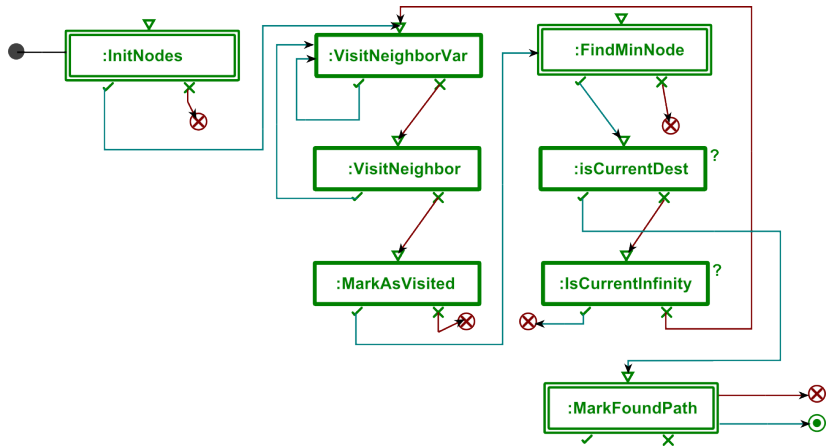 :InitNodes
:VisitNeighborVar
:VisitNeighbor
:MarkAsVisited
:FindMinNode
:isCurrentDest
?
:IsCurrentInfinity
?
:MarkFoundPath